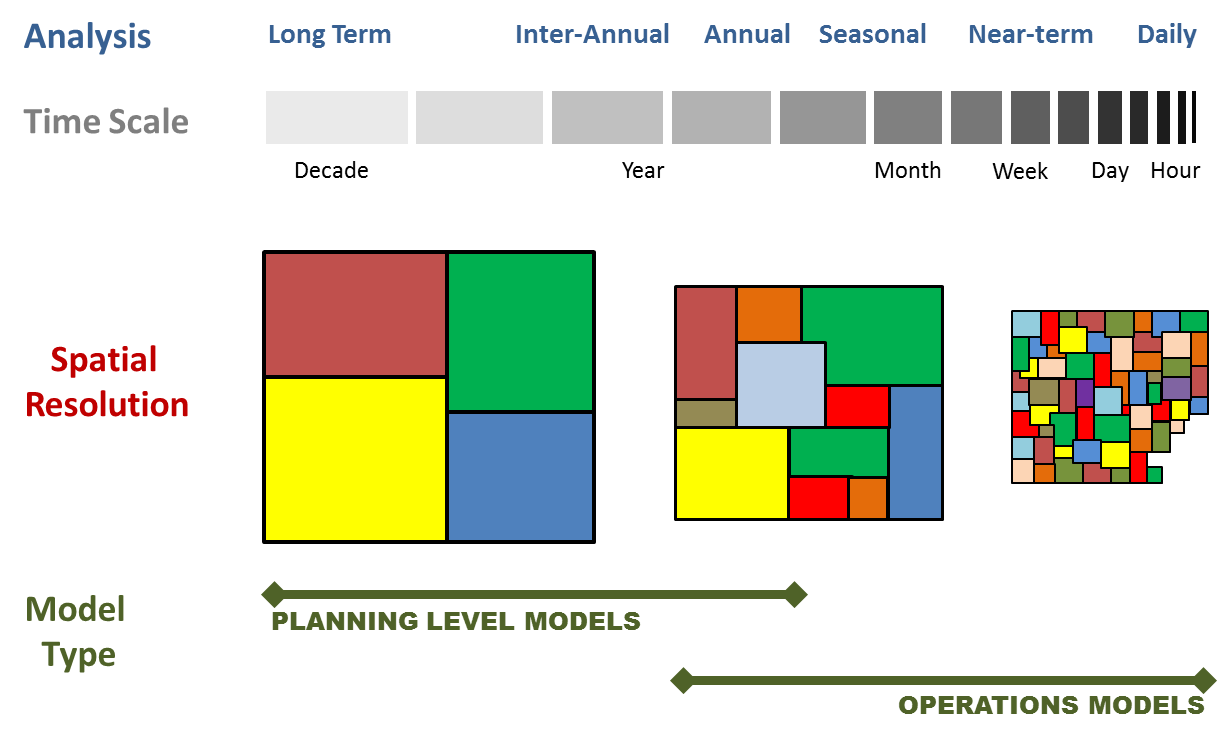 Analysis Long Term Inter-Annual Annual Seasonal Near-term Daily
Time Scale
Decade Year Month Week Day Hour
Spatial
Resolution
Model
Type
PLANNING LEVEL MODELS
OPERATIONS MODELS